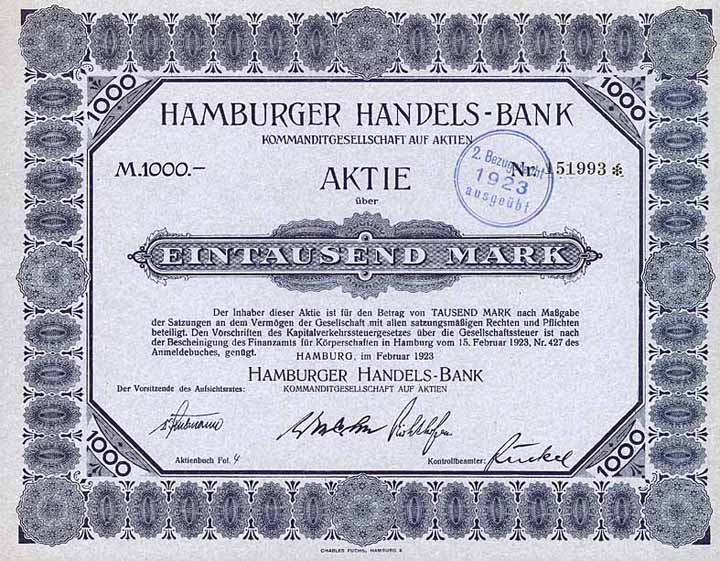 1000
1000
HAMBURGER HANDELS-BANK
KOMMANDITGESELLSCHAFT AUF AKTIEN
M.1000.-
AKTIE
Nr. 151993 *
2. Bezugsrecht
1923
ausgeübt
über
EINTAUSEND MARK
Der Inhaber dieser Aktie ist für den Betrag von TAUSEND MARK nach Maßgabe
der Satzungen an dem Vermögen der Gesellschaft mit allen satzungsmäßigen Rechten und Pflichten
beteiligt. Den Vorschriften des Kapitalverkehrssteuergesetzes über die Gesellschaftssteuer ist nach
der Bescheinigung des Finanzamts für Körperschaften in Hamburg vom 15. Februar 1923, Nr. 427 des
Anmeldebuches, genügt.
HAMBURG, im Februar 1923
HAMBURGER HANDELS-BANK
Der Vorsitzende des Aufsichtsrates:
KOMMANDITGESELLSCHAFT AUF AKTIEN
Aktienbuch Fol. 4
Kontrollbeamter:
1000
1000
CHARLES FUCHS, HAMBURG 8